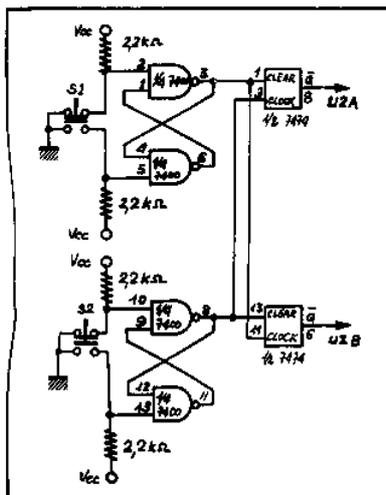 Vcc
2,2kΩ
2
1
1/4 7400
3
S1
4
5
1/4 7400
6
2,2kΩ
Vcc
1 CLEAR
3 CLOCK
Q̅
8
1/2 7474
U2A
Vcc
2,2kΩ
10
9
1/4 7400
8
S2
12
13
1/4 7400
11
2,2kΩ
Vcc
13 CLEAR
11 CLOCK
Q̅
6
1/2 7474
U2B